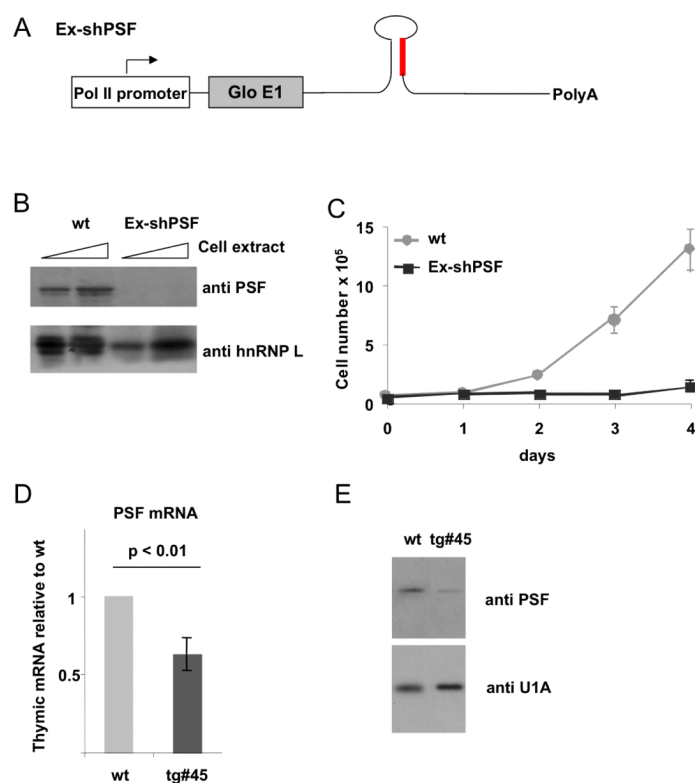 A
Ex-shPSF
Pol II promoter
Glo E1
PolyA
B
wt Ex-shPSF
Cell extract
anti PSF
anti hnRNP L
C
wt
Ex-shPSF
Cell number x 10⁵
15
10
5
0
0 1 2 3 4
days
D
PSF mRNA
p < 0.01
Thymic mRNA relative to wt
1
0.5
wt tg#45
E
wt tg#45
anti PSF
anti U1A